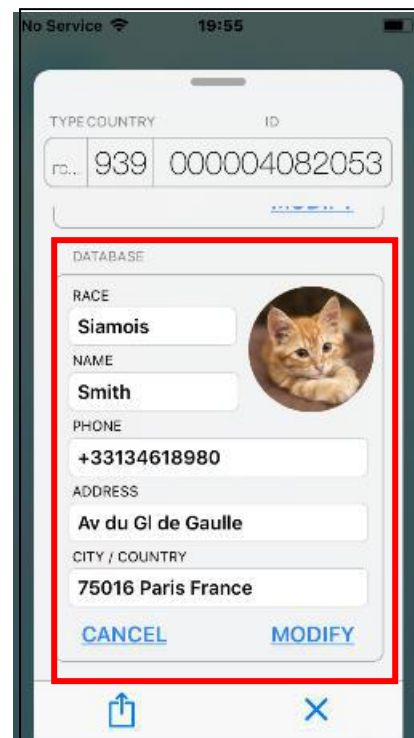 No Service 19:55
TYPE COUNTRY ID
939 000004082053
MODIFY
DATABASE
RACE
Siamois
NAME
Smith
PHONE
+33134618980
ADDRESS
Av du Gl de Gaulle
CITY / COUNTRY
75016 Paris France
CANCEL MODIFY